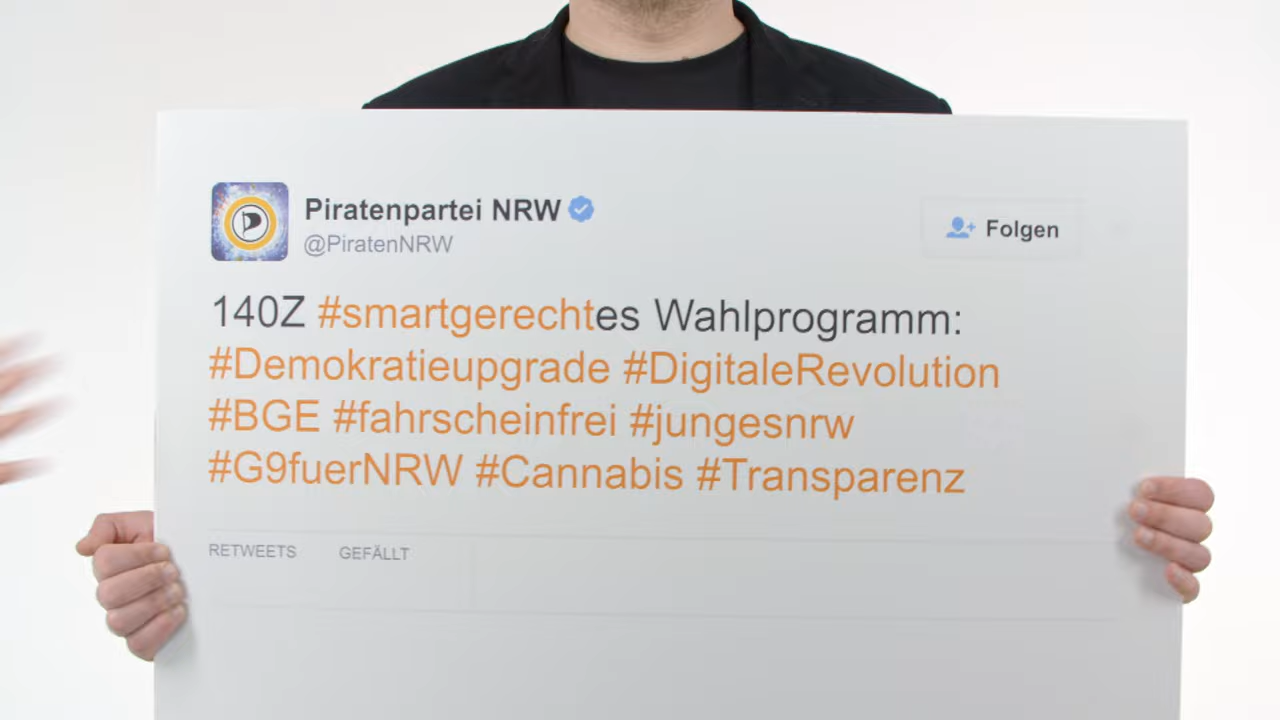 Piratenpartei NRW
@PiratenNRW
Folgen
140Z #smartgerechtes Wahlprogramm:
#Demokratieupgrade #DigitaleRevolution
#BGE #fahrscheinfrei #jungesnrw
#G9fuerNRW #Cannabis #Transparenz
RETWEETS GEFÄLLT